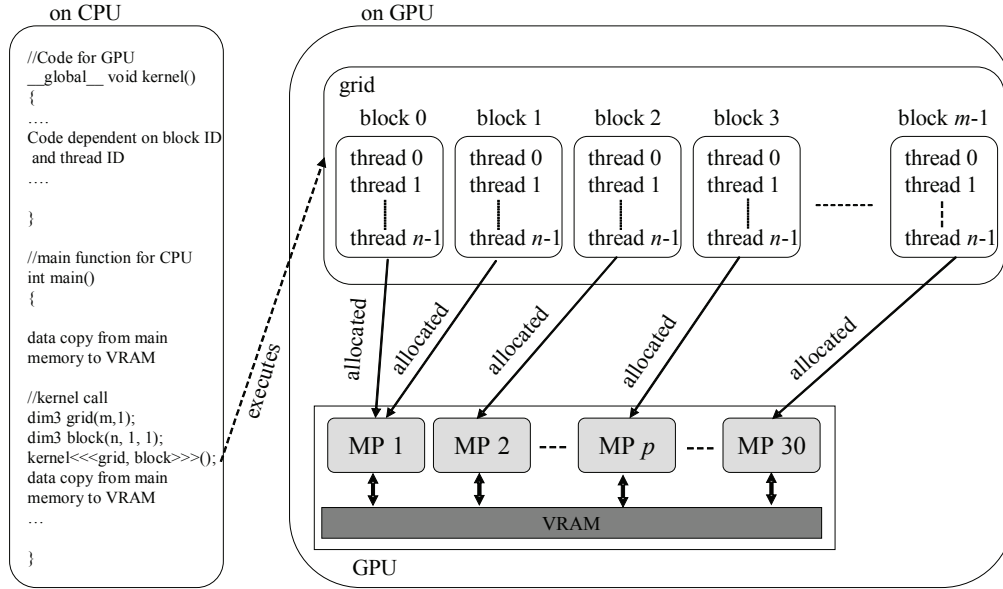 on CPU
//Code for GPU
__global__ void kernel()
{
….
Code dependent on block ID
and thread ID
….
}
//main function for CPU
int main()
{
data copy from main
memory to VRAM
//kernel call
dim3 grid(m,1);
dim3 block(n, 1, 1);
kernel<<<grid, block>>>();
data copy from main
memory to VRAM
…
}
executes
on GPU
grid
block 0 block 1 block 2 block 3 block m-1
thread 0 thread 0 thread 0 thread 0 thread 0
thread 1 thread 1 thread 1 thread 1 thread 1
thread n-1 thread n-1 thread n-1 thread n-1 thread n-1
allocated allocated allocated allocated allocated
MP 1 MP 2 MP p MP 30
VRAM
GPU